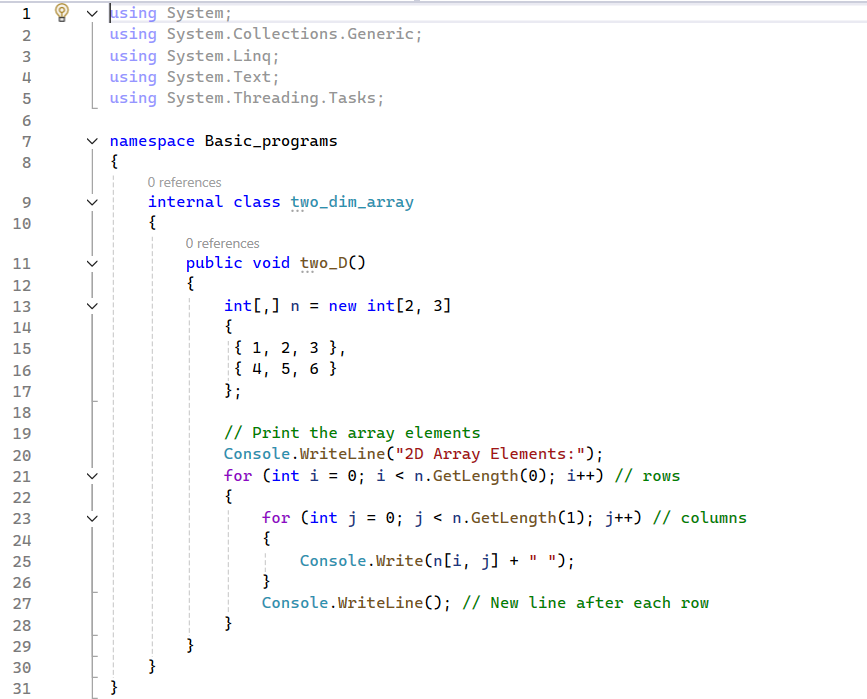 1 using System;
2 using System.Collections.Generic;
3 using System.Linq;
4 using System.Text;
5 using System.Threading.Tasks;
6
7 namespace Basic_programs
8 {
0 references
9 internal class two_dim_array
10 {
0 references
11 public void two_D()
12 {
13 int[,] n = new int[2, 3]
14 {
15 { 1, 2, 3 },
16 { 4, 5, 6 }
17 };
18
19 // Print the array elements
20 Console.WriteLine("2D Array Elements:");
21 for (int i = 0; i < n.GetLength(0); i++) // rows
22 {
23 for (int j = 0; j < n.GetLength(1); j++) // columns
24 {
25 Console.Write(n[i, j] + " ");
26 }
27 Console.WriteLine(); // New line after each row
28 }
29 }
30 }
31 }